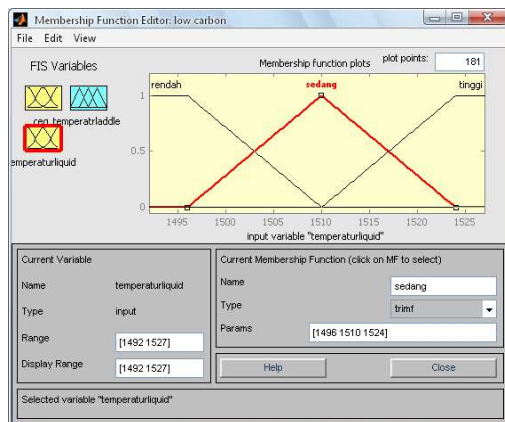 Membership Function Editor: low carbon
File Edit View
FIS Variables
Membership function plots
plot points:
181
ceq temperatrladdle
emperaturliquid
rendah
sedang
tinggi
1
0.5
0
1495 1500 1505 1510 1515 1520 1525
input variable "temperaturliquid"
Current Variable
Name temperaturliquid
Type input
Range [1492 1527]
Display Range [1492 1527]
Current Membership Function (click on MF to select)
Name sedang
Type trimf
Params [1496 1510 1524]
Help
Close
Selected variable "temperaturliquid"